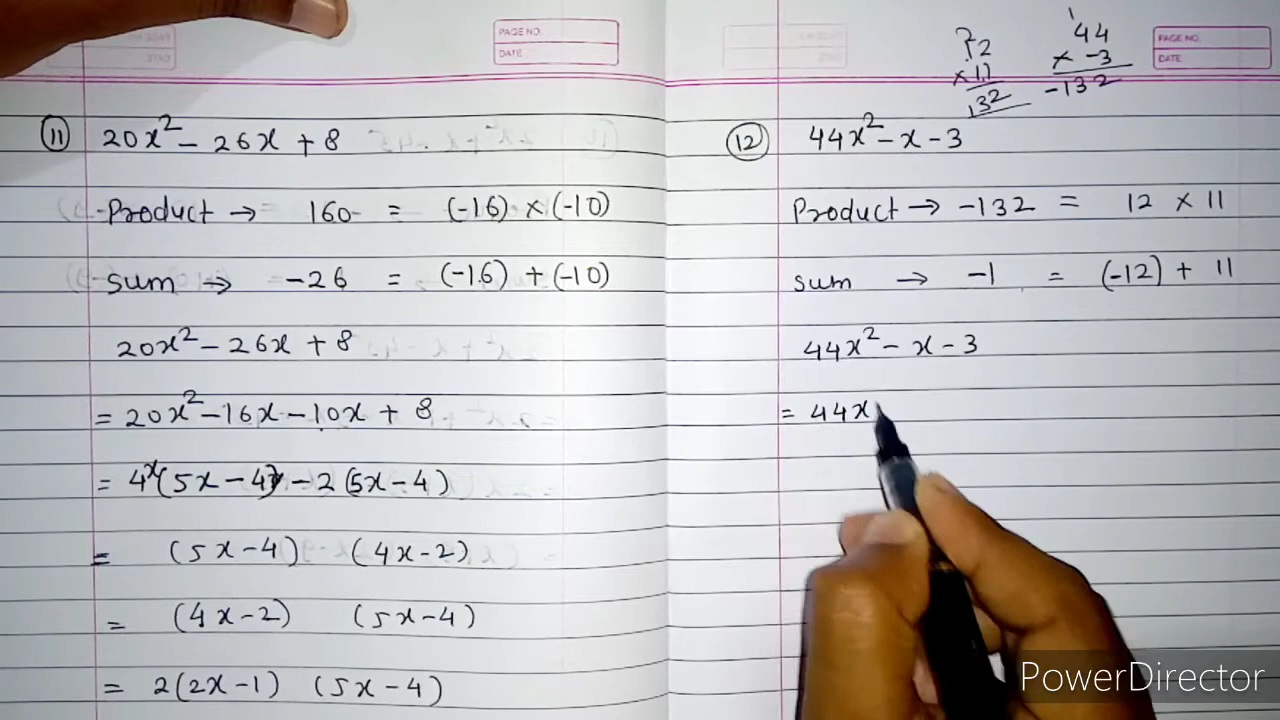 PAGE NO.
DATE
(11) 20x² - 26x + 8
Product → 160 = (-16) × (-10)
Sum → -26 = (-16) + (-10)
20x² - 26x + 8
= 20x² - 16x - 10x + 8
= 4x(5x - 4) - 2(5x - 4)
= (5x - 4) (4x - 2)
= (4x - 2) (5x - 4)
= 2(2x - 1) (5x - 4)
× 11
132
44
× -3
-132
PAGE NO.
DATE
(12) 44x² - x - 3
Product → -132 = 12 × 11
Sum → -1 = (-12) + 11
44x² - x - 3
= 44x
PowerDirector